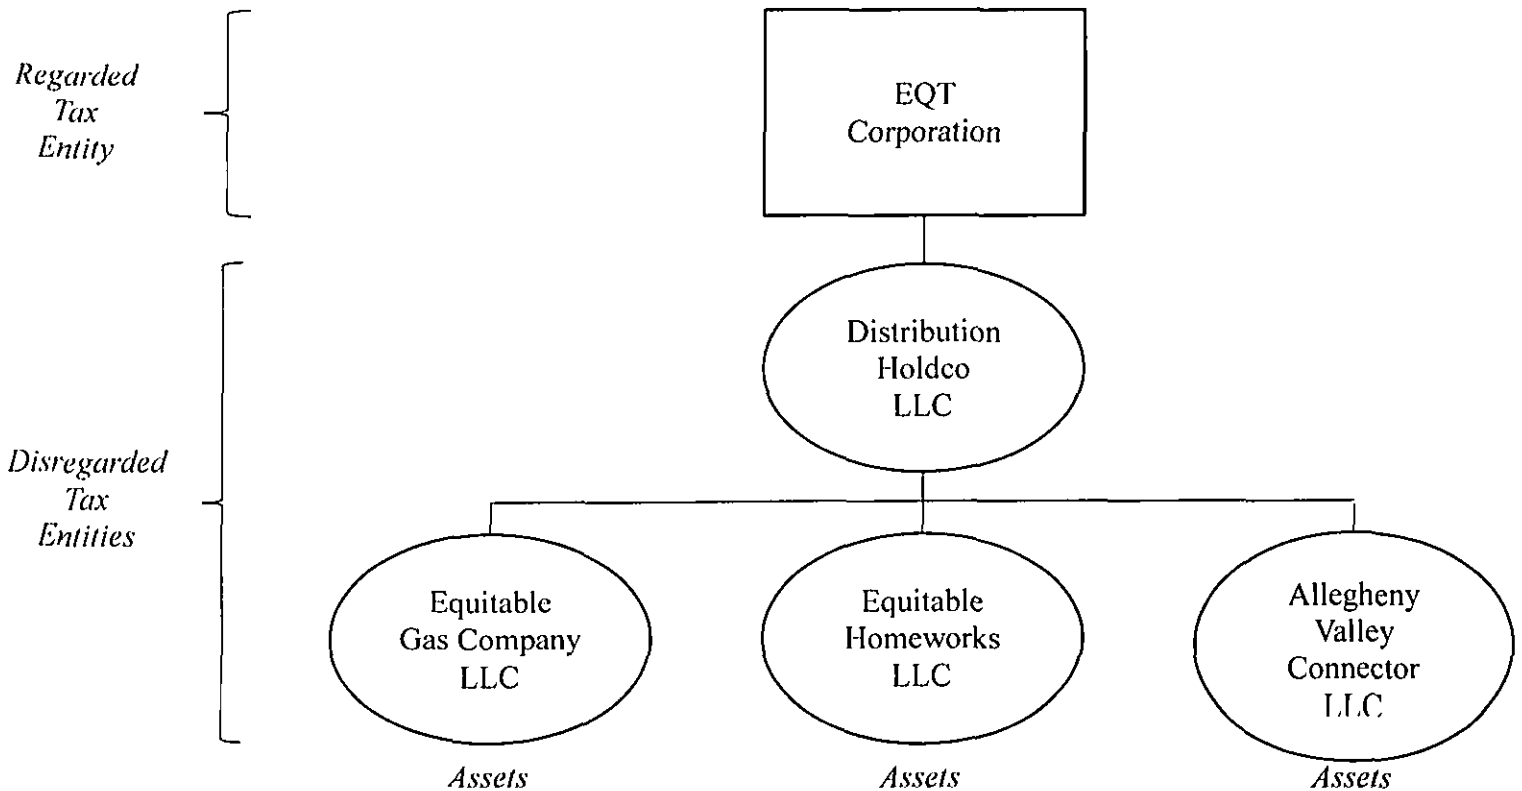 Regarded
Tax
Entity
EQT
Corporation
Distribution
Holdco
LLC
Disregarded
Tax
Entities
Equitable
Gas Company
LLC
Equitable
Homeworks
LLC
Allegheny
Valley
Connector
LLC
Assets
Assets
Assets